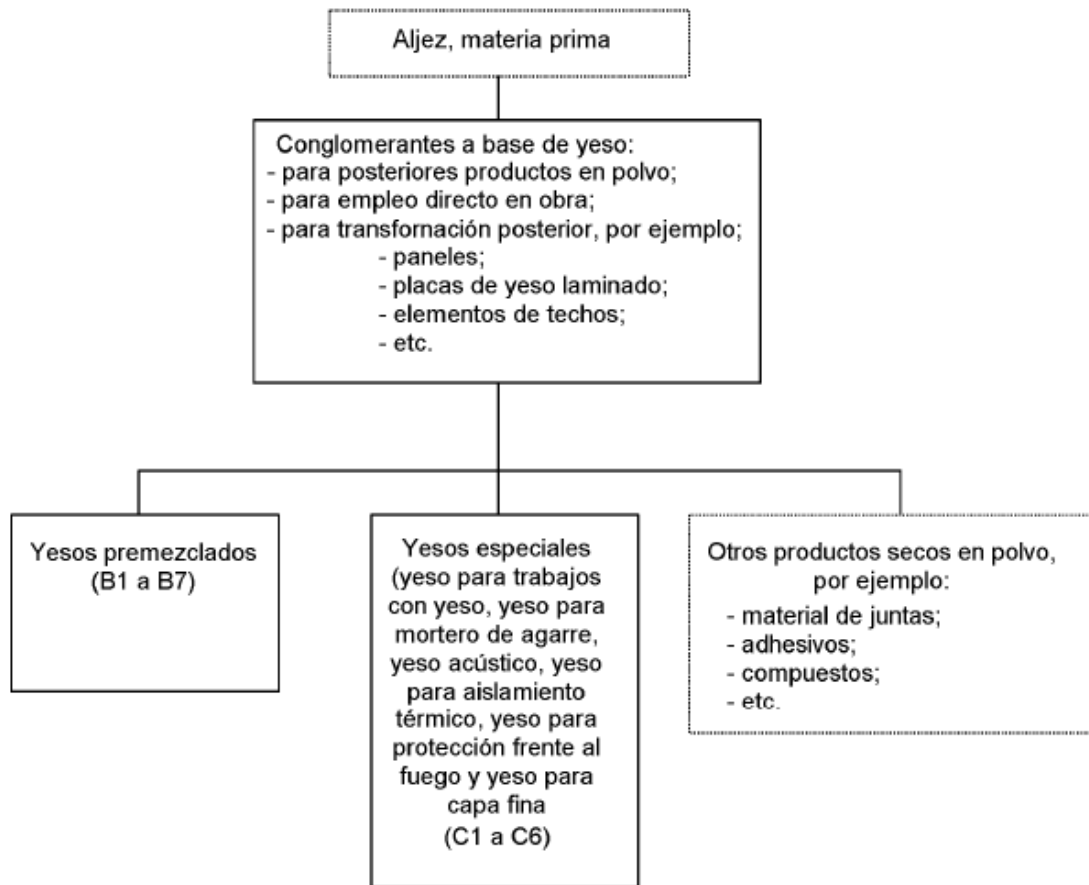 Aljez, materia prima
Conglomerantes a base de yeso:
- para posteriores productos en polvo;
- para empleo directo en obra;
- para transfornación posterior, por ejemplo;
- paneles;
- placas de yeso laminado;
- elementos de techos;
- etc.
Yesos premezclados
(B1 a B7)
Yesos especiales
(yeso para trabajos
con yeso, yeso para
mortero de agarre,
yeso acústico, yeso
para aislamiento
térmico, yeso para
protección frente al
fuego y yeso para
capa fina
(C1 a C6)
Otros productos secos en polvo,
por ejemplo:
- material de juntas;
- adhesivos;
- compuestos;
- etc.